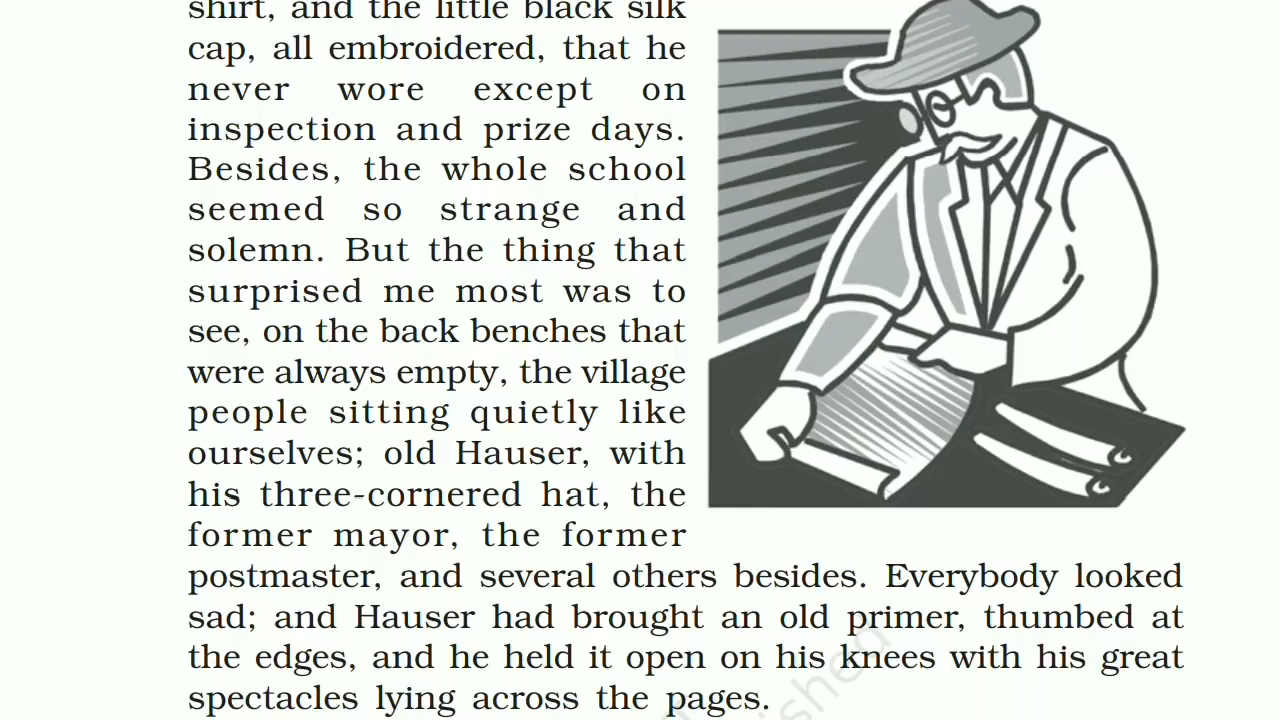 shirt, and the little black silk
cap, all embroidered, that he
never wore except on
inspection and prize days.
Besides, the whole school
seemed so strange and
solemn. But the thing that
surprised me most was to
see, on the back benches that
were always empty, the village
people sitting quietly like
ourselves; old Hauser, with
his three-cornered hat, the
former mayor, the former
postmaster, and several others besides. Everybody looked
sad; and Hauser had brought an old primer, thumbed at
the edges, and he held it open on his knees with his great
spectacles lying across the pages.